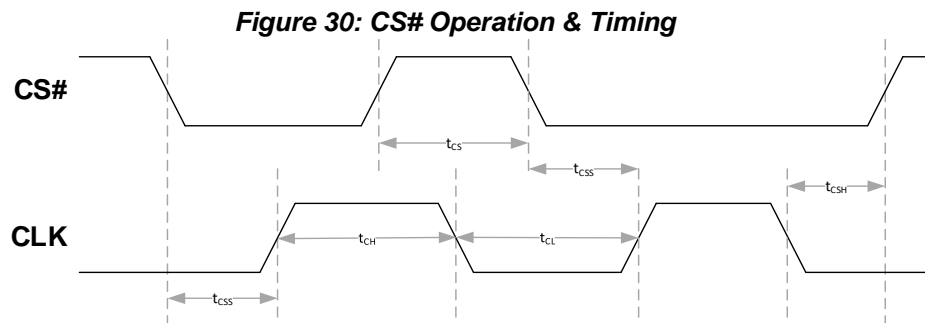 Figure 30: CS# Operation & Timing
CS#
tCS
tCSS
tCSH
CLK
tCH
tCL
tCSS